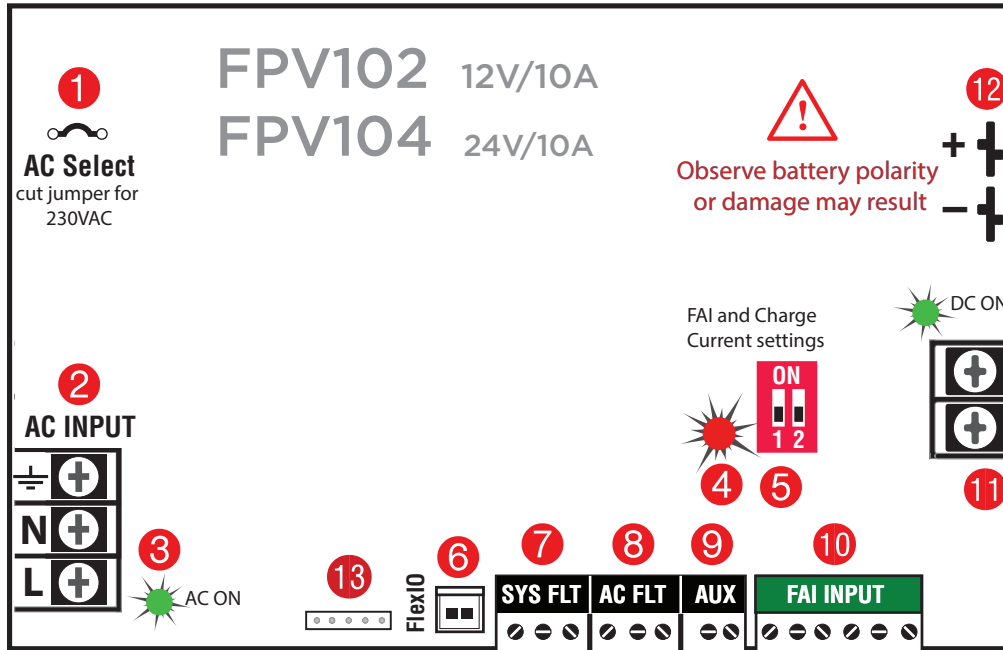 FPV102 12V/10A
FPV104 24V/10A
1
AC Select
cut jumper for
230VAC
!
Observe battery polarity
or damage may result
12
+
−
DC ON
FAI and Charge
Current settings
ON
1 2
4
5
11
2
AC INPUT
N
L
3
AC ON
13
FlexIO
6
7
SYS FLT
8
AC FLT
9
AUX
10
FAI INPUT